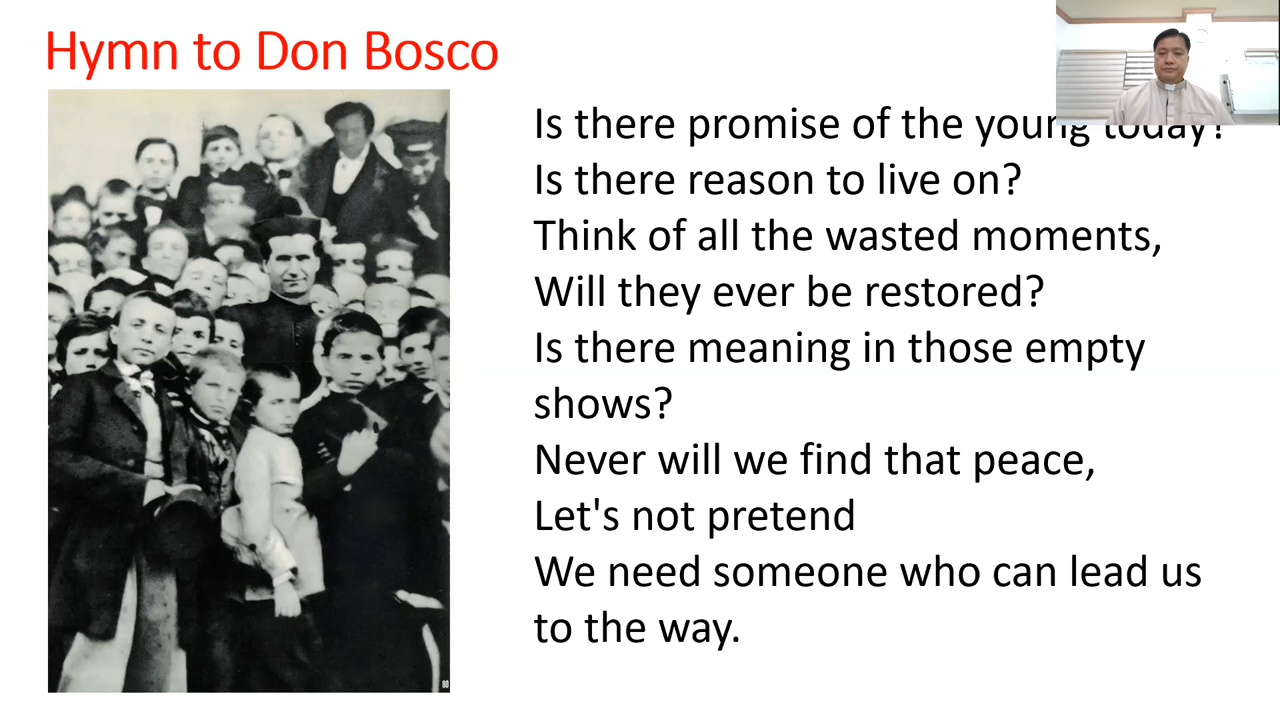 Hymn to Don Bosco
Is there promise of the young today?
Is there reason to live on?
Think of all the wasted moments,
Will they ever be restored?
Is there meaning in those empty
shows?
Never will we find that peace,
Let's not pretend
We need someone who can lead us
to the way.
80